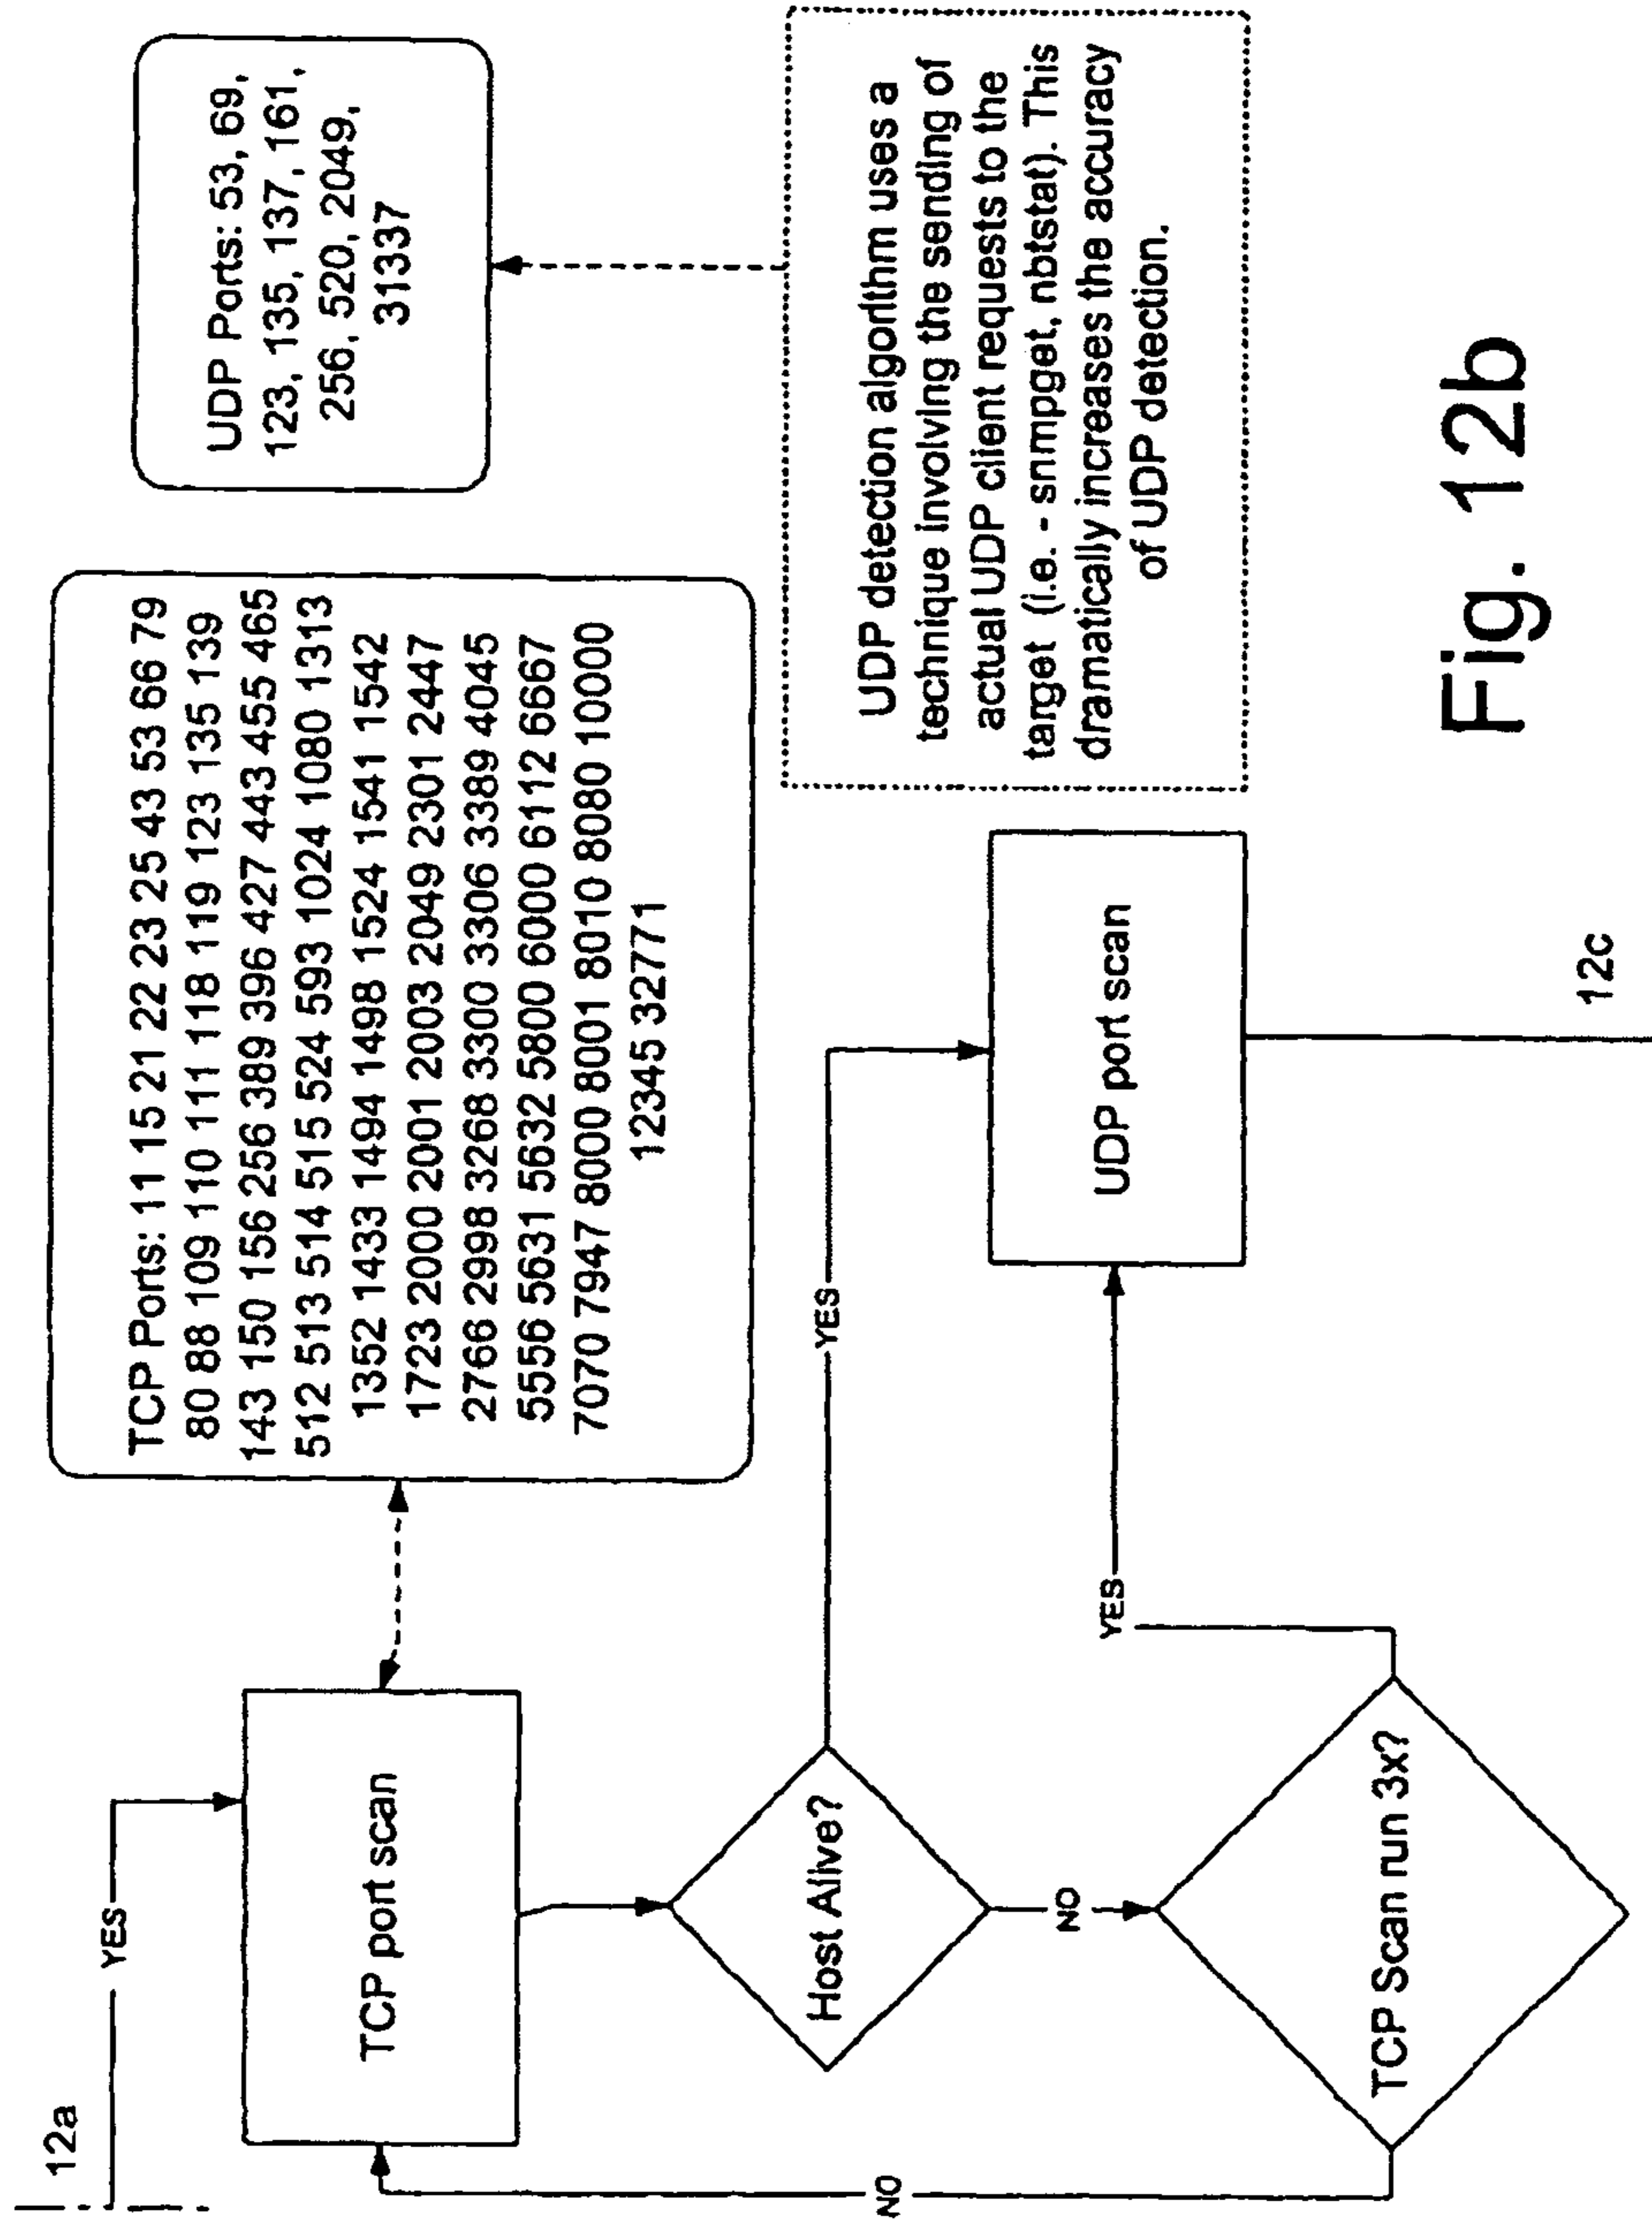 12a
YES
TCP port scan
TCP Ports: 11 15 21 22 23 25 43 53 66 79
80 88 109 110 111 118 119 123 135 139
143 150 156 256 389 396 427 443 455 465
512 513 514 515 524 593 1024 1080 1313
1352 1433 1494 1498 1524 1541 1542
1723 2000 2001 2003 2049 2301 2447
2766 2998 3268 3300 3306 3389 4045
5556 5631 5632 5800 6000 6112 6667
7070 7947 8000 8001 8010 8080 10000
12345 32771
UDP Ports: 53, 69,
123, 135, 137, 161,
256, 520, 2049,
31337
Host Alive?
YES
NO
UDP detection algorithm uses a
technique involving the sending of
actual UDP client requests to the
target (i.e. - snmpget, nbtstat). This
dramatically increases the accuracy
of UDP detection.
TCP Scan run 3x?
NO
YES
UDP port scan
12c
Fig. 12b